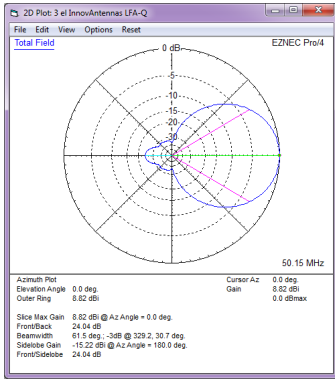 2D Plot: 3 el InnovAntennas LFA-Q
File Edit View Options Reset
Total Field
EZNEC Pro/4
0 dB
-5
-10
-15
-20
-30
50.15 MHz
Azimuth Plot
Cursor Az 0.0 deg.
Elevation Angle 0.0 deg.
Gain 8.82 dBi
Outer Ring 8.82 dBi
0.0 dBmax
Slice Max Gain 8.82 dBi @ Az Angle = 0.0 deg.
Front/Back 24.04 dB
Beamwidth 61.5 deg.; -3dB @ 329.2, 30.7 deg.
Sidelobe Gain -15.22 dBi @ Az Angle = 180.0 deg.
Front/Sidelobe 24.04 dB